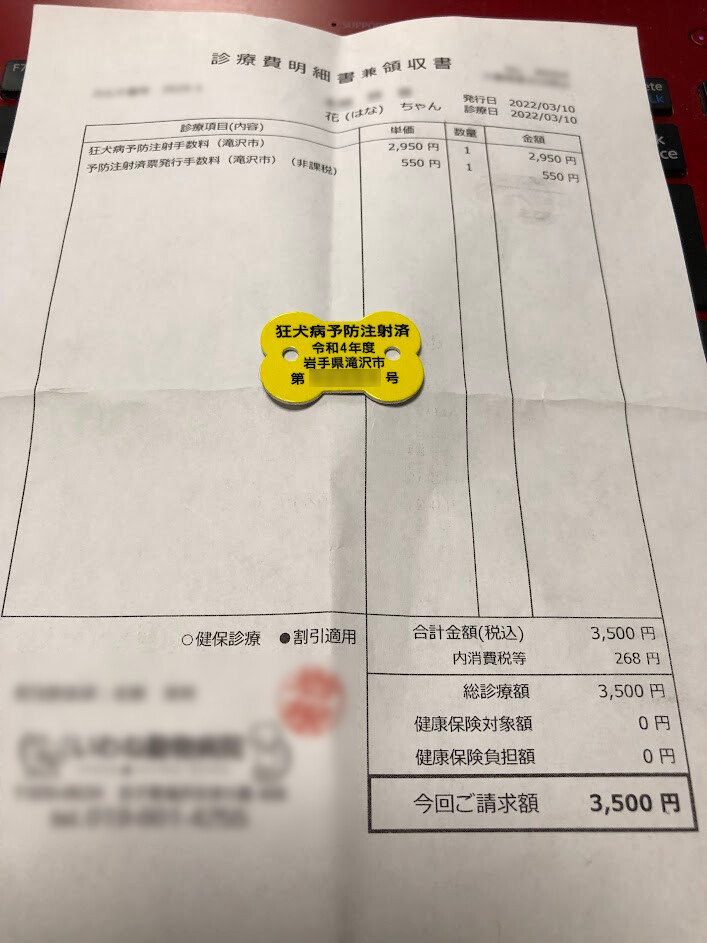 診療費明細書兼領収書
花（はな） ちゃん
発行日 2022/03/10
診療日 2022/03/10
診療項目(内容) 単価 数量 金額
狂犬病予防注射手数料（滝沢市） 2,950 円 1 2,950 円
予防注射済票発行手数料（滝沢市）（非課税） 550 円 1 550 円
狂犬病予防注射済
令和4年度
岩手県滝沢市
第 号
○健保診療 ●割引適用
合計金額(税込) 3,500 円
内消費税等 268 円
総診療額 3,500 円
健康保険対象額 0 円
健康保険負担額 0 円
今回ご請求額 3,500 円